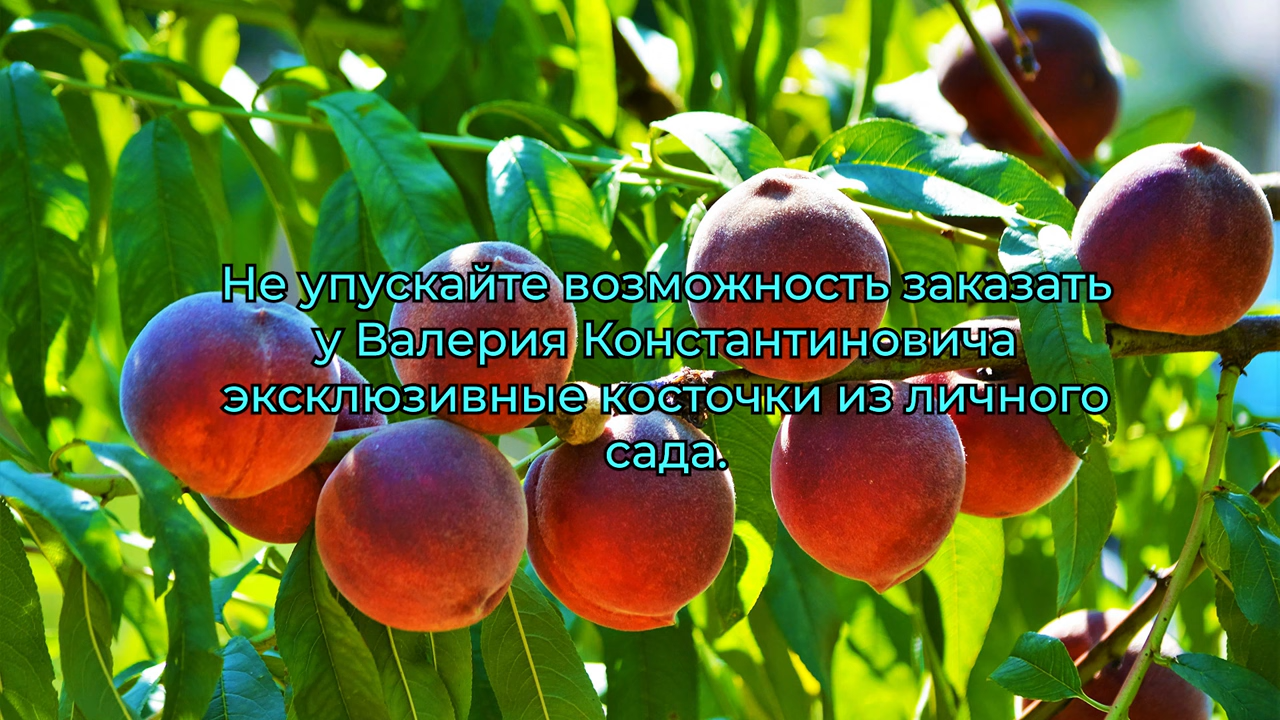 Не упускайте возможность заказать
у Валерия Константиновича
эксклюзивные косточки из личного
сада.